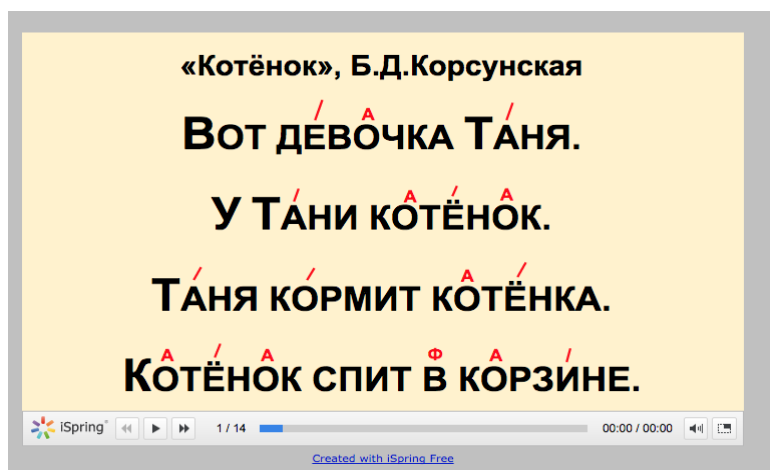 «Котёнок», Б.Д.Корсунская
/ А /
Вот девочка Таня.
/ А / А
У Тани котёнок.
/ / А /
Таня кормит котёнка.
А / А Ф А /
Котёнок спит в корзине.
iSpring 1 / 14 00:00 / 00:00
Created with iSpring Free